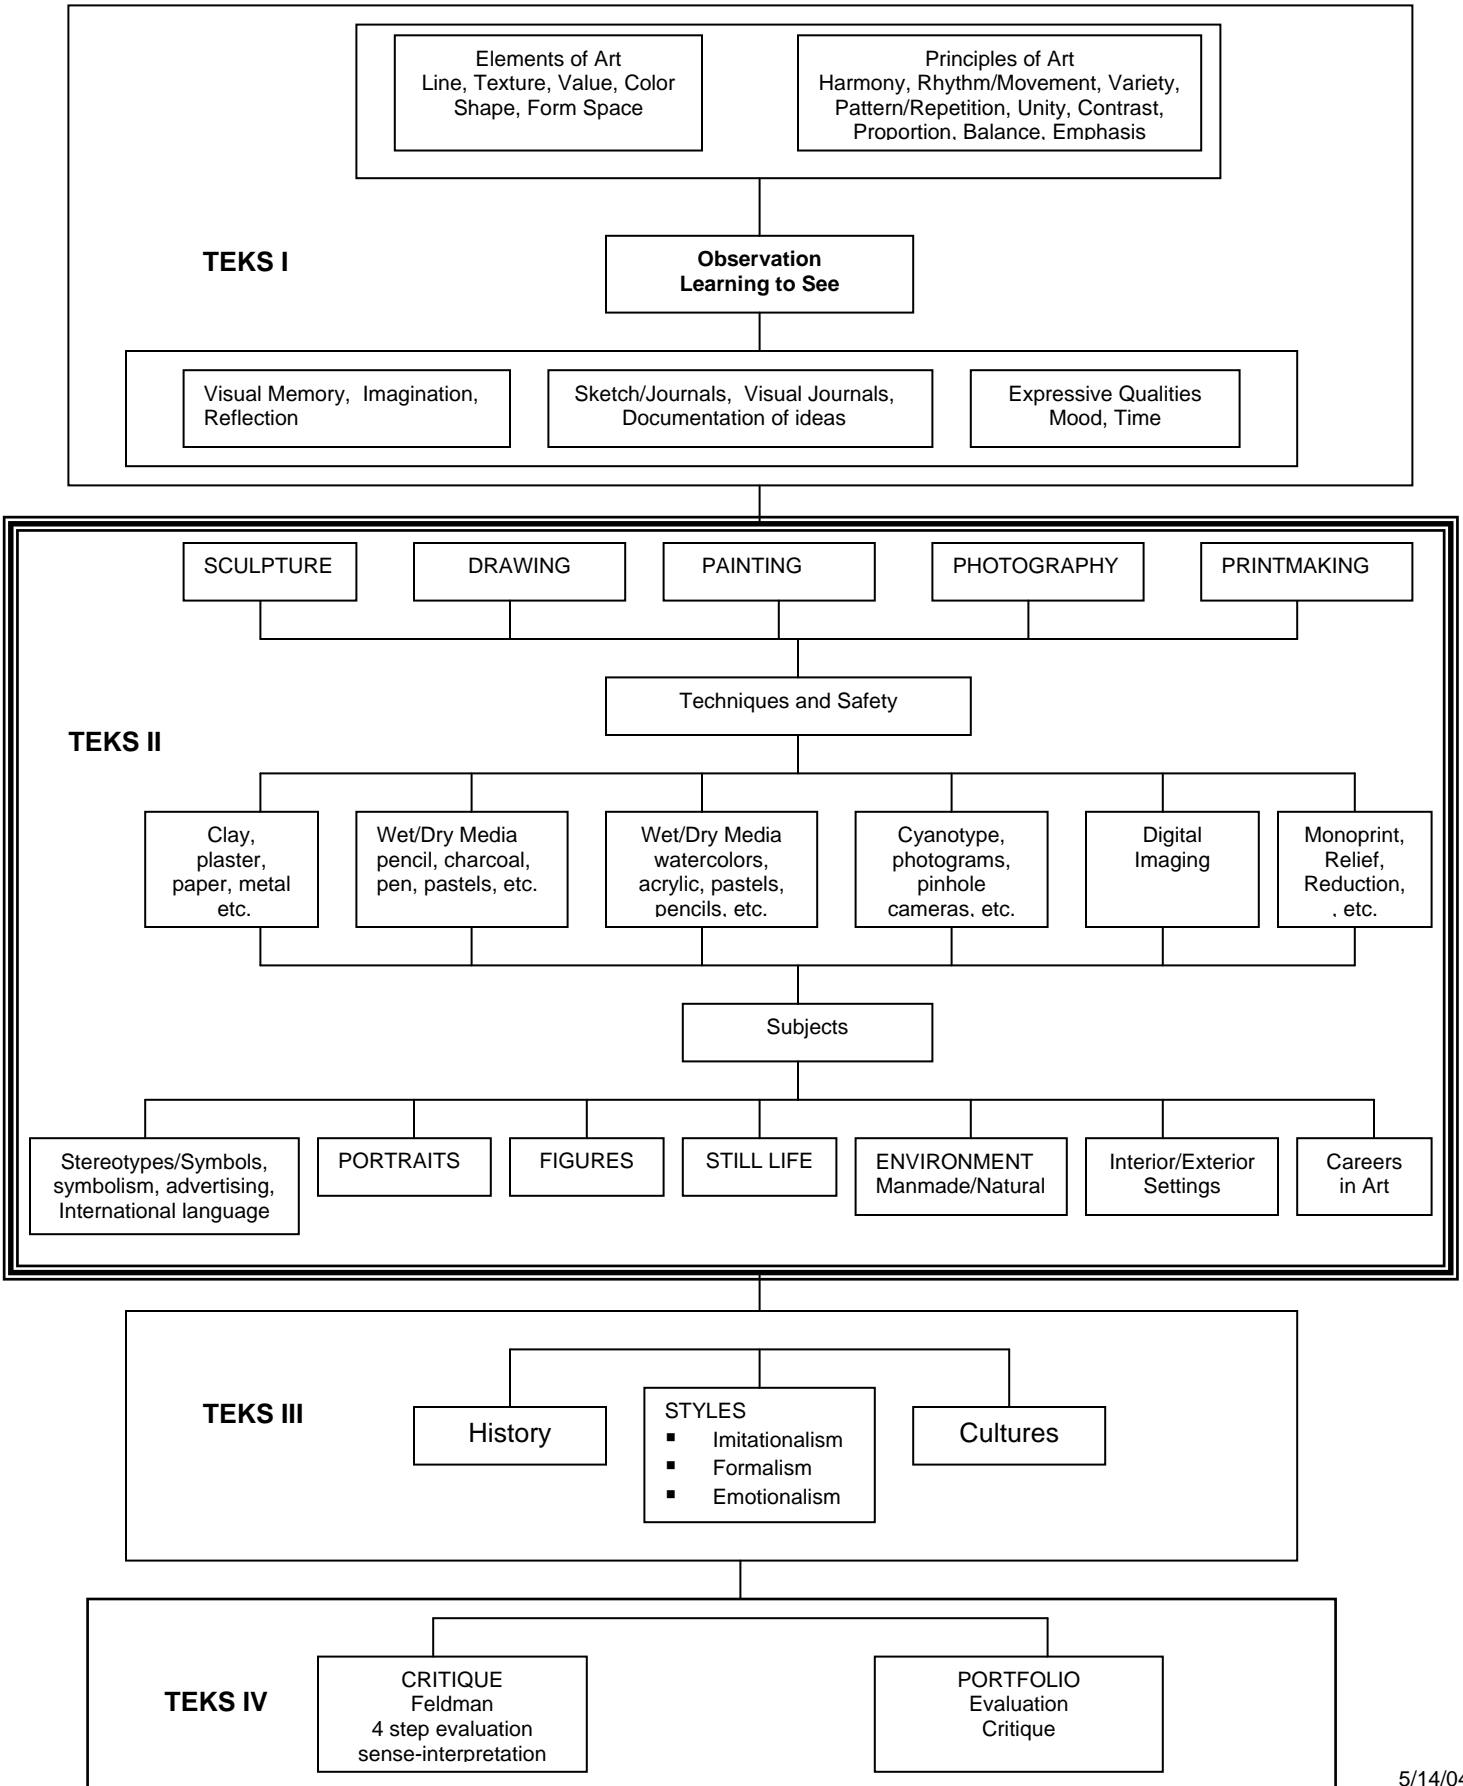 Elements of Art
Line, Texture, Value, Color
Shape, Form Space
Principles of Art
Harmony, Rhythm/Movement, Variety,
Pattern/Repetition, Unity, Contrast,
Proportion, Balance, Emphasis
TEKS I
Observation
Learning to See
Visual Memory, Imagination,
Reflection
Sketch/Journals, Visual Journals,
Documentation of ideas
Expressive Qualities
Mood, Time
SCULPTURE
DRAWING
PAINTING
PHOTOGRAPHY
PRINTMAKING
Techniques and Safety
TEKS II
Clay,
plaster,
paper, metal
etc.
Wet/Dry Media
pencil, charcoal,
pen, pastels, etc.
Wet/Dry Media
watercolors,
acrylic, pastels,
pencils, etc.
Cyanotype,
photograms,
pinhole
cameras, etc.
Digital
Imaging
Monoprint,
Relief,
Reduction,
, etc.
Subjects
Stereotypes/Symbols,
symbolism, advertising,
International language
PORTRAITS
FIGURES
STILL LIFE
ENVIRONMENT
Manmade/Natural
Interior/Exterior
Settings
Careers
in Art
TEKS III
History
STYLES
▪ Imitationalism
▪ Formalism
▪ Emotionalism
Cultures
TEKS IV
CRITIQUE
Feldman
4 step evaluation
sense-interpretation
PORTFOLIO
Evaluation
Critique
5/14/04